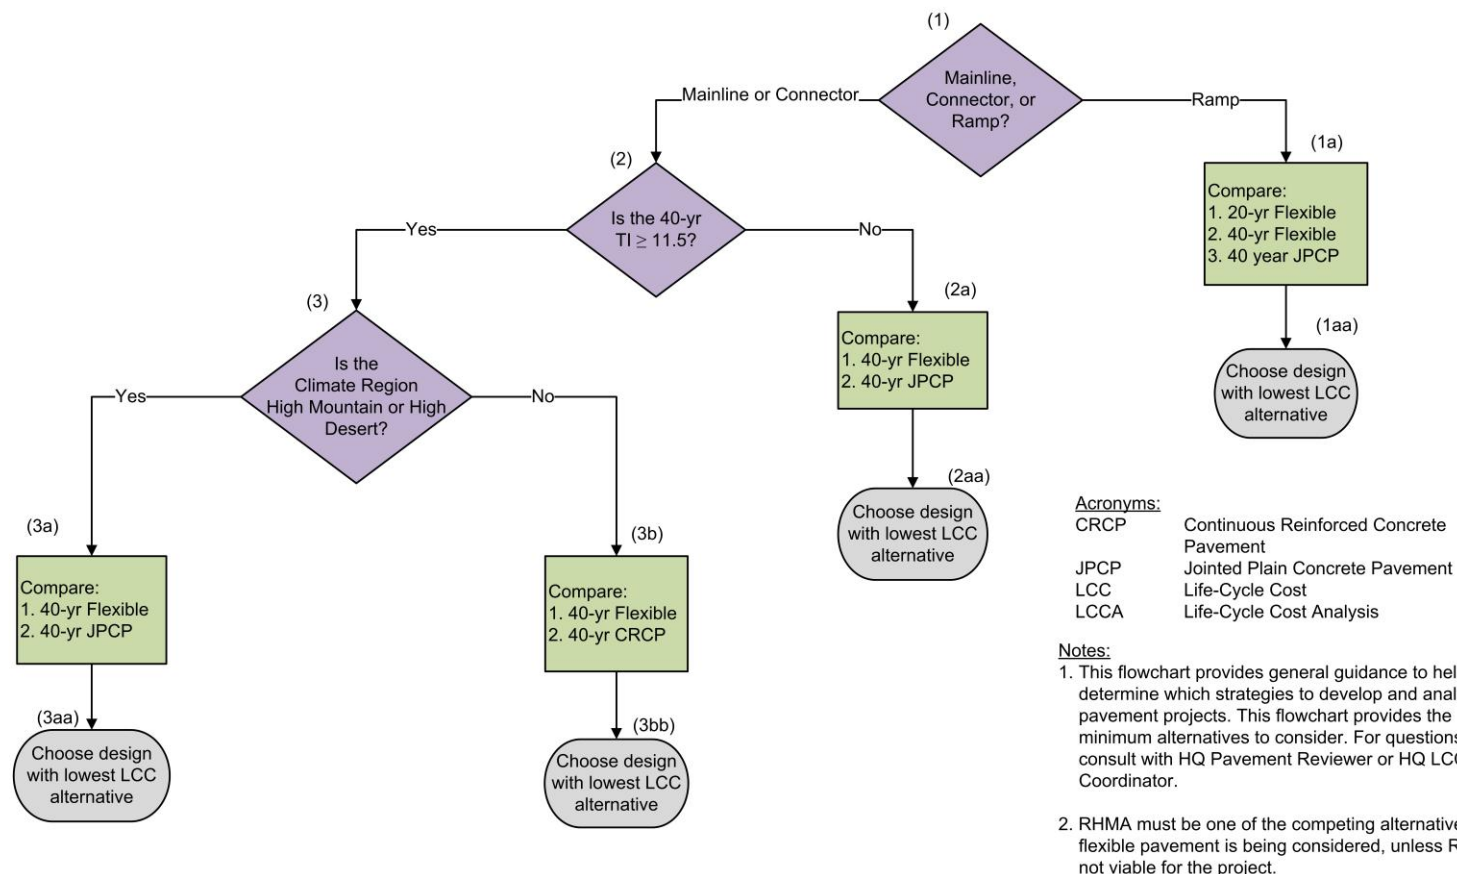 (1)
Mainline,
Connector, or
Ramp?
Mainline or Connector
Ramp
(1a)
Compare:
1. 20-yr Flexible
2. 40-yr Flexible
3. 40 year JPCP
(1aa)
Choose design
with lowest LCC
alternative
(2)
Is the 40-yr
TI ≥ 11.5?
Yes
No
(2a)
Compare:
1. 40-yr Flexible
2. 40-yr JPCP
(2aa)
Choose design
with lowest LCC
alternative
(3)
Is the
Climate Region
High Mountain or High
Desert?
Yes
No
(3a)
Compare:
1. 40-yr Flexible
2. 40-yr JPCP
(3aa)
Choose design
with lowest LCC
alternative
(3b)
Compare:
1. 40-yr Flexible
2. 40-yr CRCP
(3bb)
Choose design
with lowest LCC
alternative
Acronyms:
CRCP Continuous Reinforced Concrete
Pavement
JPCP Jointed Plain Concrete Pavement
LCC Life-Cycle Cost
LCCA Life-Cycle Cost Analysis
Notes:
1. This flowchart provides general guidance to
determine which strategies to develop and
pavement projects. This flowchart provides the
minimum alternatives to consider. For questions
consult with HQ Pavement Reviewer or HQ
Coordinator.
2. RHMA must be one of the competing
flexible pavement is being considered, unless
not viable for the project.